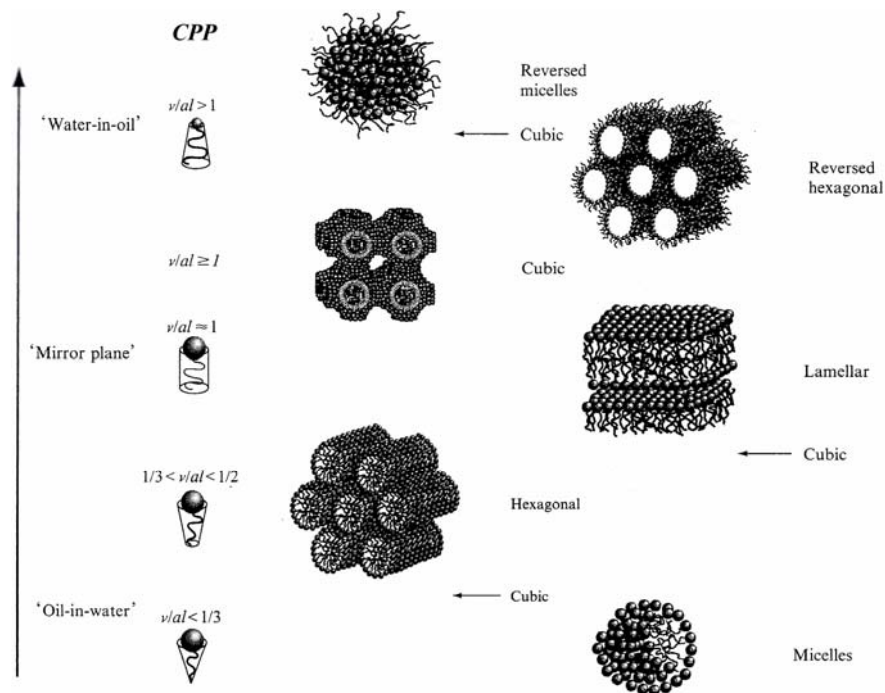 CPP
Reversed
micelles
ν/al > 1
'Water-in-oil'
Cubic
Reversed
hexagonal
ν/al ≥ 1
Cubic
ν/al ≈ 1
'Mirror plane'
Lamellar
Cubic
1/3 < ν/al < 1/2
Hexagonal
Cubic
'Oil-in-water'
ν/al < 1/3
Micelles